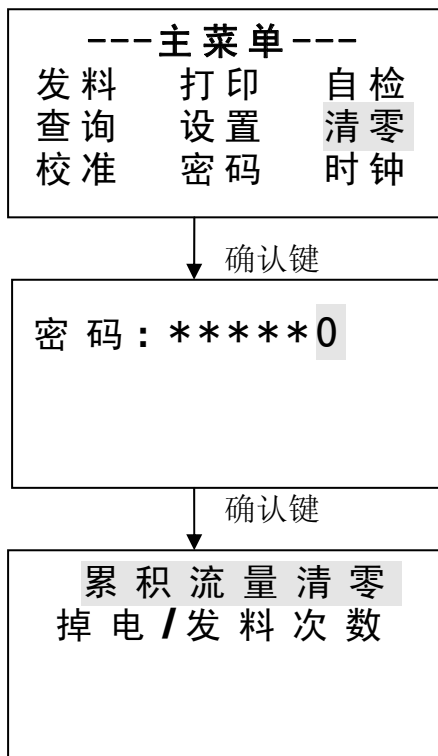 ---主菜单---
发料 打印 自检
查询 设置 清零
校准 密码 时钟
确认键
密码:*****0
确认键
累积流量清零
掉电/发料次数